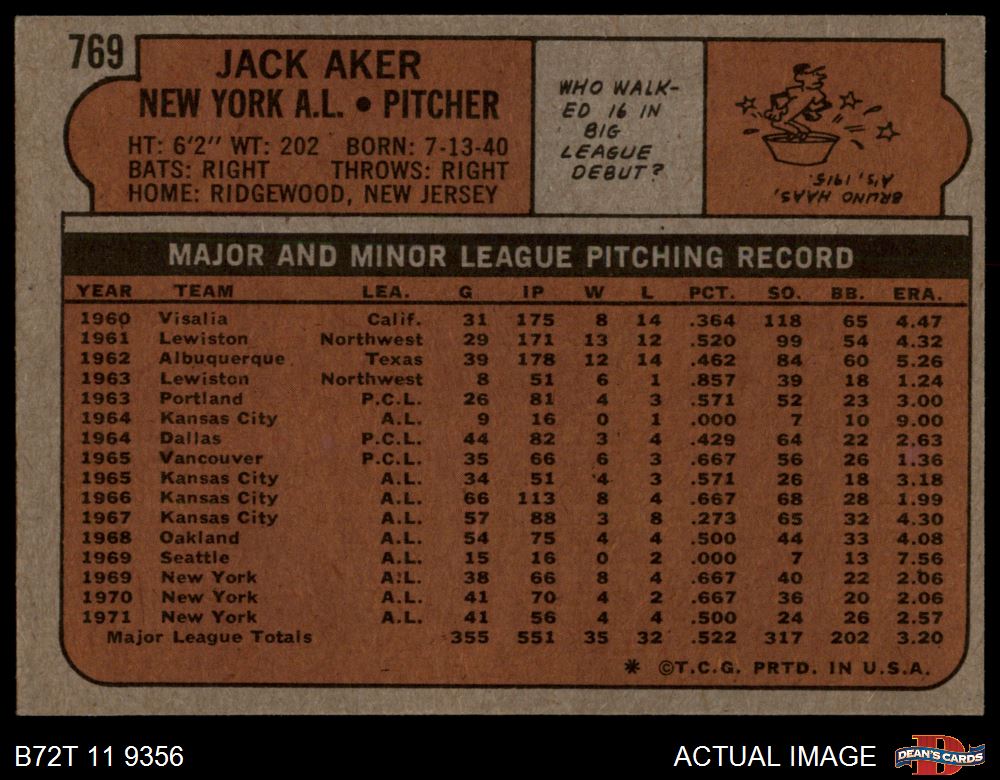 769
JACK AKER
NEW YORK A.L. • PITCHER
HT: 6'2" WT: 202 BORN: 7-13-40
BATS: RIGHT THROWS: RIGHT
HOME: RIDGEWOOD, NEW JERSEY
WHO WALK-
ED 16 IN
BIG
LEAGUE
DEBUT?
BRUNO HAAS,
A'S, 1915.
MAJOR AND MINOR LEAGUE PITCHING RECORD
YEAR TEAM LEA. G IP W L PCT. SO. BB. ERA.
1960 Visalia Calif. 31 175 8 14 .364 118 65 4.47
1961 Lewiston Northwest 29 171 13 12 .520 99 54 4.32
1962 Albuquerque Texas 39 178 12 14 .462 84 60 5.26
1963 Lewiston Northwest 8 51 6 1 .857 39 18 1.24
1963 Portland P.C.L. 26 81 4 3 .571 52 23 3.00
1964 Kansas City A.L. 9 16 0 1 .000 7 10 9.00
1964 Dallas P.C.L. 44 82 3 4 .429 64 22 2.63
1965 Vancouver P.C.L. 35 66 6 3 .667 56 26 1.36
1965 Kansas City A.L. 34 51 4 3 .571 26 18 3.18
1966 Kansas City A.L. 66 113 8 4 .667 68 28 1.99
1967 Kansas City A.L. 57 88 3 8 .273 65 32 4.30
1968 Oakland A.L. 54 75 4 4 .500 44 33 4.08
1969 Seattle A.L. 15 16 0 2 .000 7 13 7.56
1969 New York A.L. 38 66 8 4 .667 40 22 2.06
1970 New York A.L. 41 70 4 2 .667 36 20 2.06
1971 New York A.L. 41 56 4 4 .500 24 26 2.57
Major League Totals 355 551 35 32 .522 317 202 3.20
* ©T.C.G. PRTD. IN U.S.A.
B72T 11 9356
ACTUAL IMAGE
D
DEAN'S CARDS